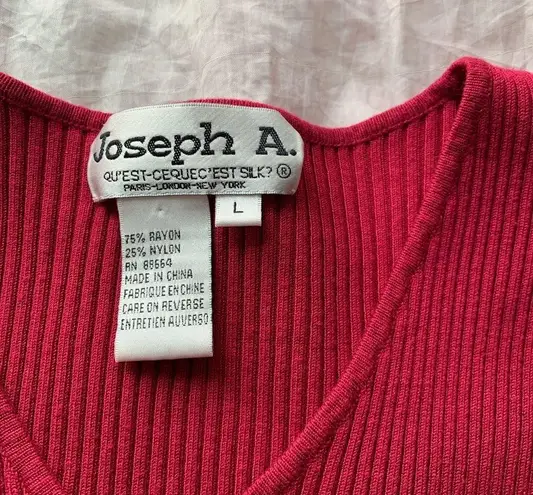 Joseph A.
QU'EST-CEQUEC'EST SILK? ®
PARIS-LONDON-NEW YORK
L
75% RAYON
25% NYLON
RN 88664
MADE IN CHINA
FABRIQUE EN CHINE
CARE ON REVERSE
ENTRETIEN AUVERSO